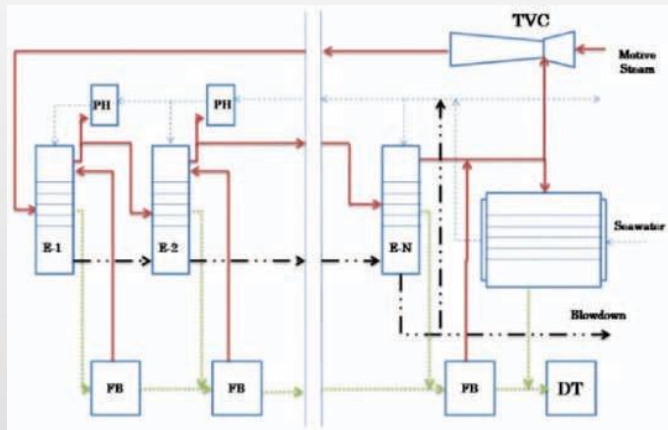 TVC
Motive
Steam
PH
PH
E-1
E-2
E-N
Seawater
Blowdown
FB
FB
FB
DT